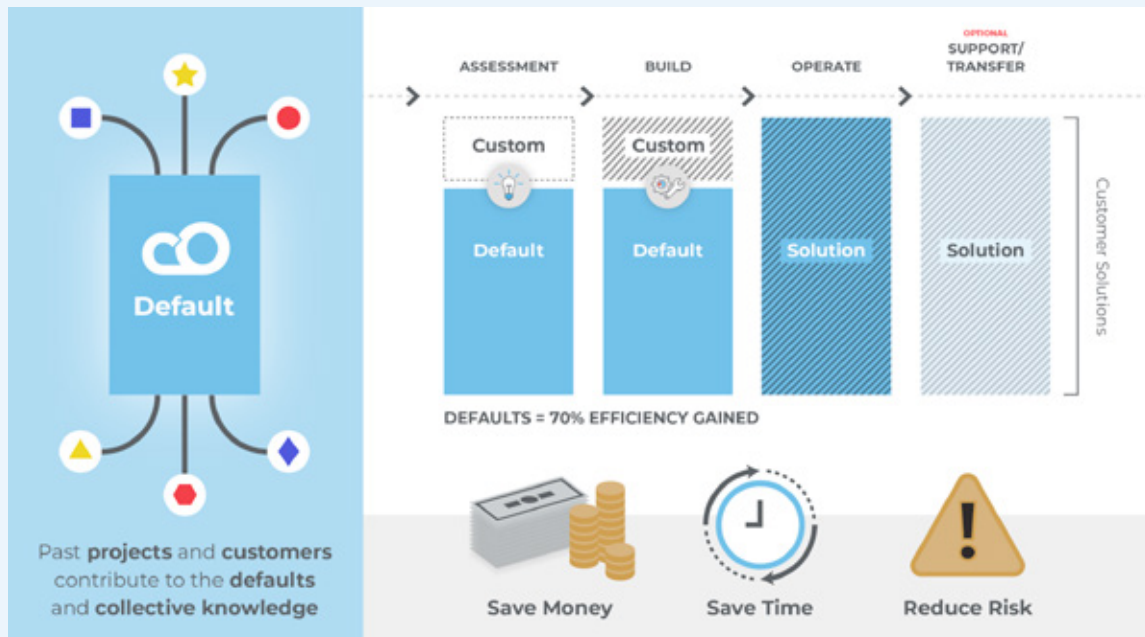 Default
Past projects and customers
contribute to the defaults
and collective knowledge
ASSESSMENT
BUILD
OPERATE
OPTIONAL
SUPPORT/
TRANSFER
Custom
Custom
Default
Default
Solution
Solution
Customer Solutions
DEFAULTS = 70% EFFICIENCY GAINED
Save Money
Save Time
Reduce Risk